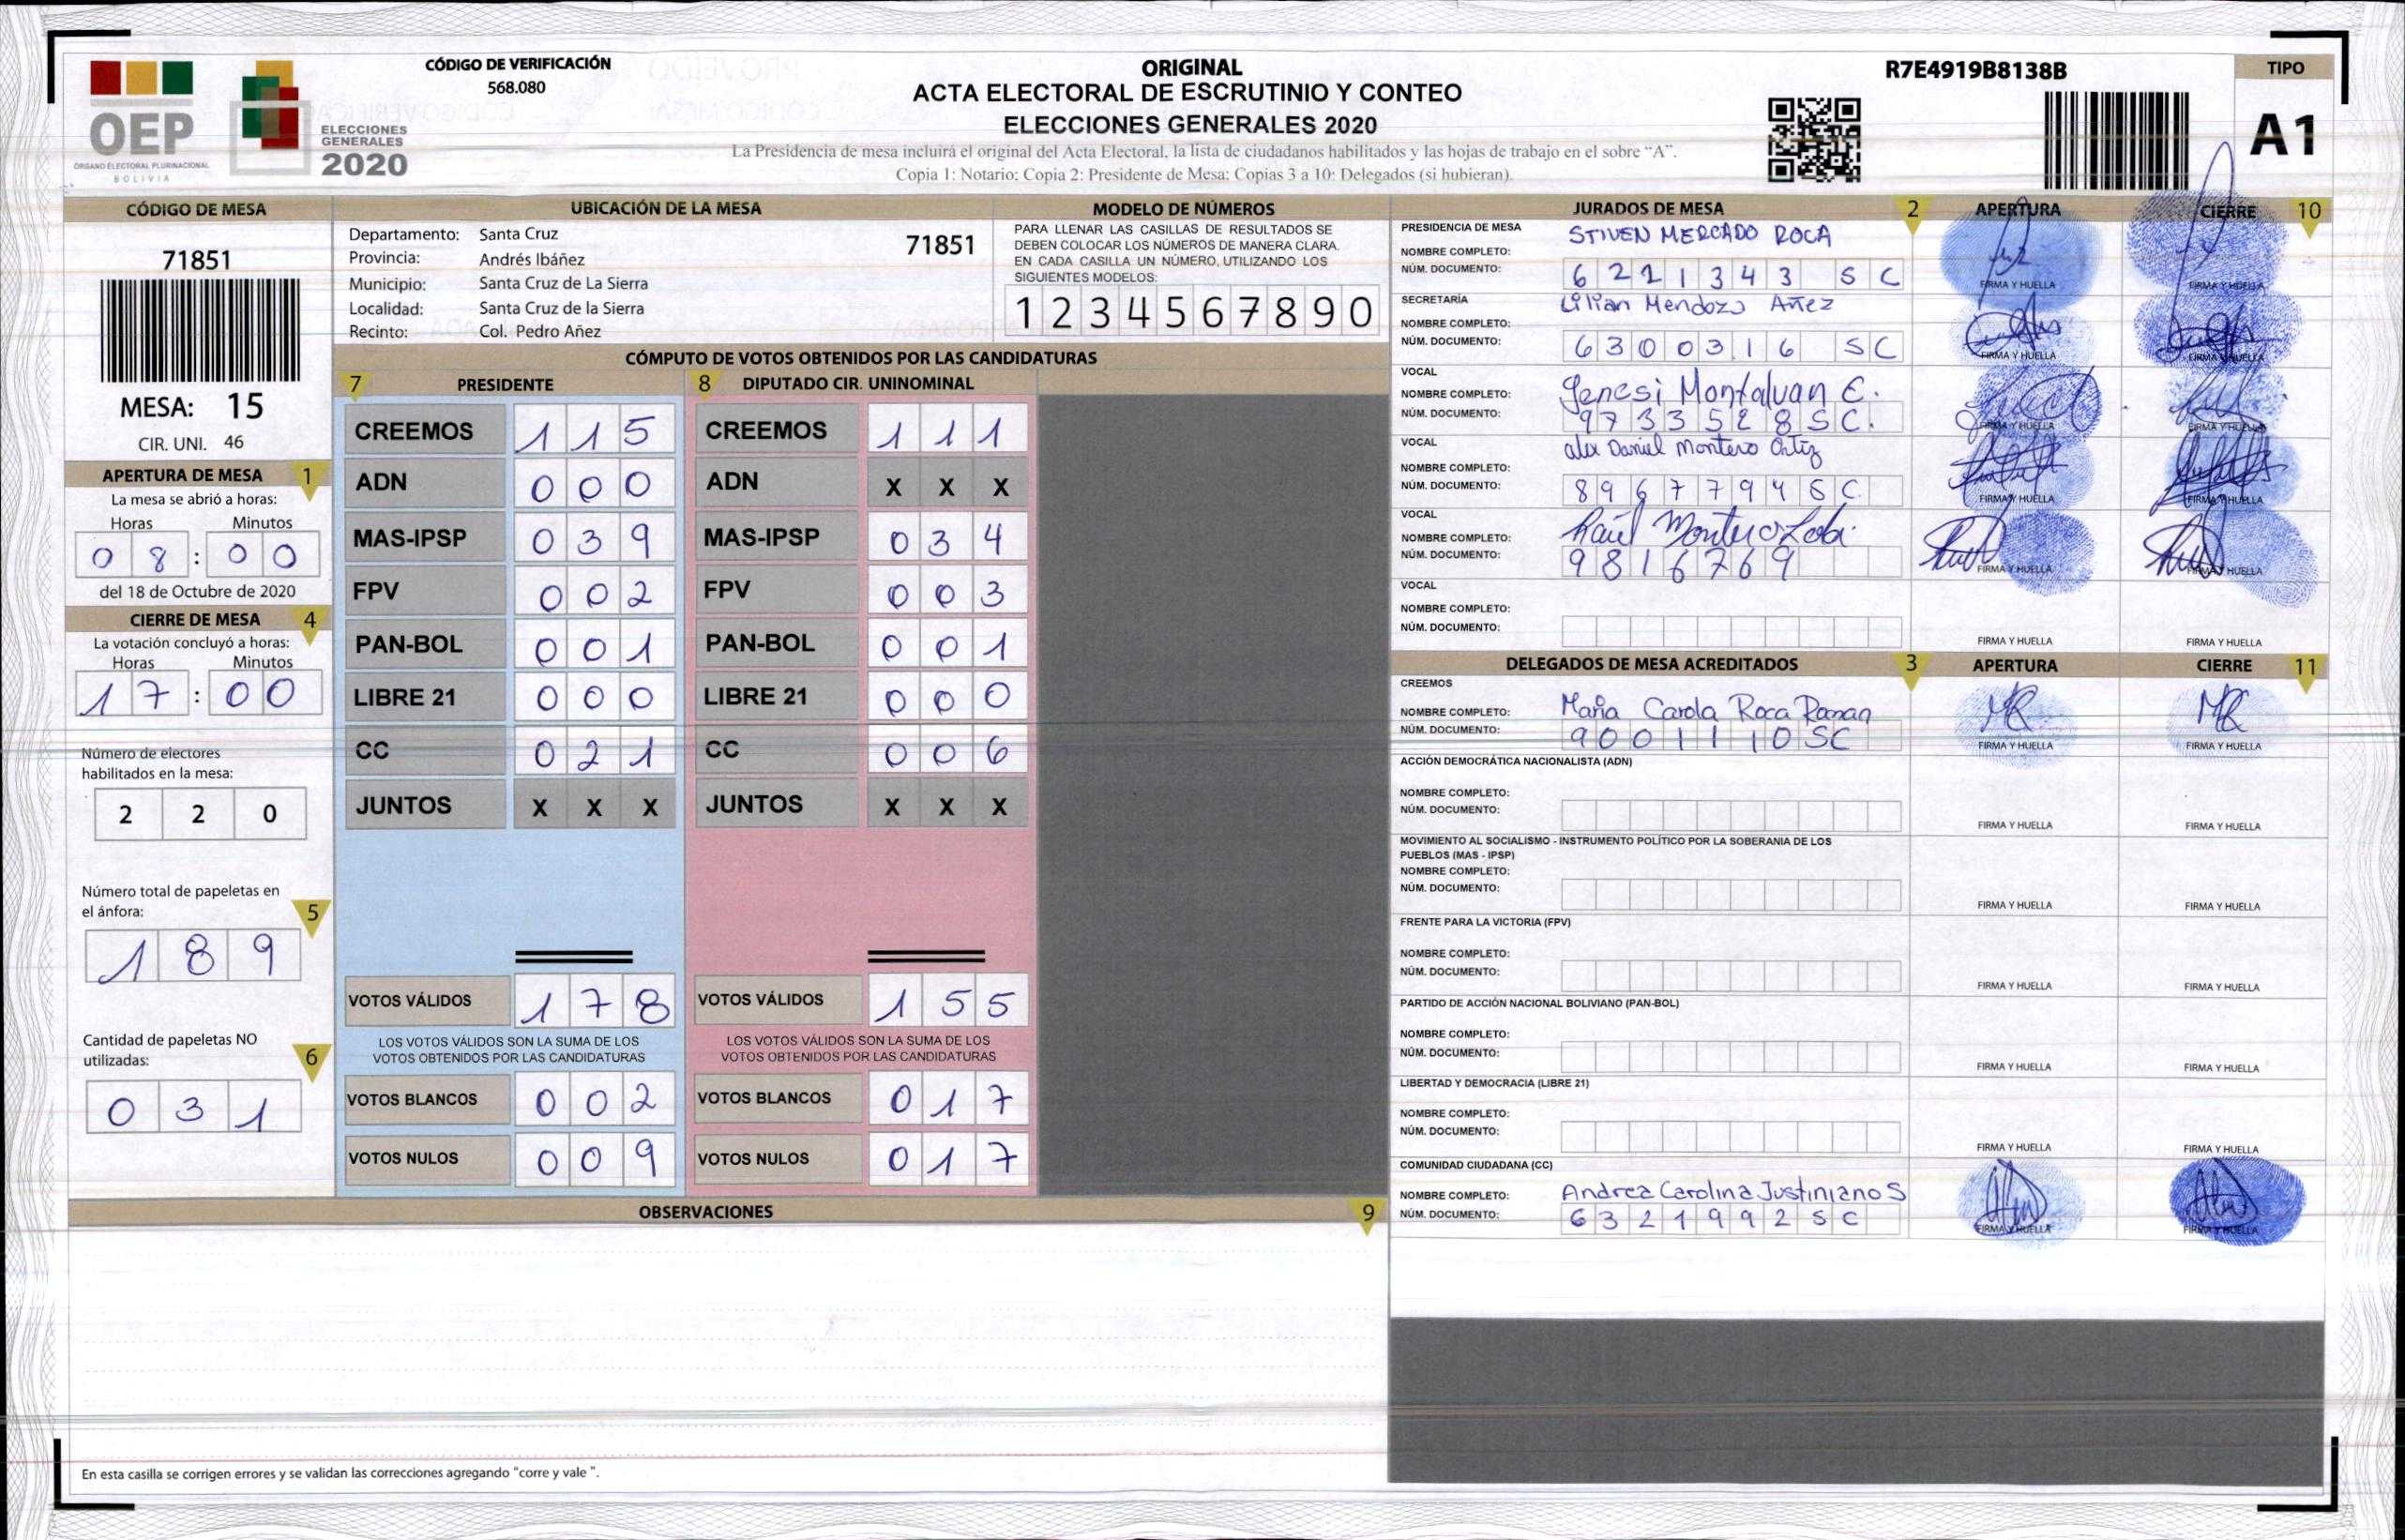 OEP
ÓRGANO ELECTORAL PLURINACIONAL
BOLIVIA
ELECCIONES
GENERALES
2020
CÓDIGO DE VERIFICACIÓN
568.080
ORIGINAL
ACTA ELECTORAL DE ESCRUTINIO Y CONTEO
ELECCIONES GENERALES 2020
La Presidencia de mesa incluirá el original del Acta Electoral, la lista de ciudadanos habilitados y las hojas de trabajo en el sobre “A”.
Copia 1: Notario; Copia 2: Presidente de Mesa; Copias 3 a 10: Delegados (si hubieran).
R7E4919B8138B
TIPO
A1
CÓDIGO DE MESA
71851
MESA: 15
CIR. UNI. 46
APERTURA DE MESA 1
La mesa se abrió a horas:
Horas Minutos
0 8 : 0 0
del 18 de Octubre de 2020
CIERRE DE MESA 4
La votación concluyó a horas:
Horas Minutos
1 7 : 0 0
Número de electores
habilitados en la mesa:
2 2 0
Número total de papeletas en
el ánfora: 5
1 8 9
Cantidad de papeletas NO
utilizadas: 6
0 3 1
UBICACIÓN DE LA MESA
Departamento: Santa Cruz
71851
Provincia: Andrés Ibáñez
Municipio: Santa Cruz de La Sierra
Localidad: Santa Cruz de la Sierra
Recinto: Col. Pedro Añez
MODELO DE NÚMEROS
PARA LLENAR LAS CASILLAS DE RESULTADOS SE
DEBEN COLOCAR LOS NÚMEROS DE MANERA CLARA.
EN CADA CASILLA UN NÚMERO, UTILIZANDO LOS
SIGUIENTES MODELOS:
1 2 3 4 5 6 7 8 9 0
CÓMPUTO DE VOTOS OBTENIDOS POR LAS CANDIDATURAS
7 PRESIDENTE
CREEMOS 1 1 5
ADN 0 0 0
MAS-IPSP 0 3 9
FPV 0 0 2
PAN-BOL 0 0 1
LIBRE 21 0 0 0
CC 0 2 1
JUNTOS X X X
VOTOS VÁLIDOS 1 7 8
LOS VOTOS VÁLIDOS SON LA SUMA DE LOS
VOTOS OBTENIDOS POR LAS CANDIDATURAS
VOTOS BLANCOS 0 0 2
VOTOS NULOS 0 0 9
8 DIPUTADO CIR. UNINOMINAL
CREEMOS 1 1 1
ADN X X X
MAS-IPSP 0 3 4
FPV 0 0 3
PAN-BOL 0 0 1
LIBRE 21 0 0 0
CC 0 0 6
JUNTOS X X X
VOTOS VÁLIDOS 1 5 5
LOS VOTOS VÁLIDOS SON LA SUMA DE LOS
VOTOS OBTENIDOS POR LAS CANDIDATURAS
VOTOS BLANCOS 0 1 7
VOTOS NULOS 0 1 7
OBSERVACIONES 9
En esta casilla se corrigen errores y se validan las correcciones agregando “corre y vale”.
JURADOS DE MESA 2 APERTURA CIERRE 10
PRESIDENCIA DE MESA
NOMBRE COMPLETO: STIVEN MERCADO ROCA
NÚM. DOCUMENTO: 6221343 SC
FIRMA Y HUELLA FIRMA Y HUELLA
SECRETARÍA
NOMBRE COMPLETO: Lilian Mendoza Añez
NÚM. DOCUMENTO: 6300316 SC
FIRMA Y HUELLA FIRMA Y HUELLA
VOCAL
NOMBRE COMPLETO: Genesi Montalvan C.
NÚM. DOCUMENTO: 9733528SC.
FIRMA Y HUELLA FIRMA Y HUELLA
VOCAL
NOMBRE COMPLETO: alex Daniel Montero Ortiz
NÚM. DOCUMENTO: 8967794SC
FIRMA Y HUELLA FIRMA Y HUELLA
VOCAL
NOMBRE COMPLETO: Raúl Montero
NÚM. DOCUMENTO: 9816769
FIRMA Y HUELLA FIRMA Y HUELLA
VOCAL
NOMBRE COMPLETO:
NÚM. DOCUMENTO:
FIRMA Y HUELLA FIRMA Y HUELLA
DELEGADOS DE MESA ACREDITADOS 3 APERTURA CIERRE 11
CREEMOS
NOMBRE COMPLETO: Maria Carola Roca Roman
NÚM. DOCUMENTO: 9001110SC
FIRMA Y HUELLA FIRMA Y HUELLA
ACCIÓN DEMOCRÁTICA NACIONALISTA (ADN)
NOMBRE COMPLETO:
NÚM. DOCUMENTO:
FIRMA Y HUELLA FIRMA Y HUELLA
MOVIMIENTO AL SOCIALISMO - INSTRUMENTO POLÍTICO POR LA SOBERANIA DE LOS
PUEBLOS (MAS - IPSP)
NOMBRE COMPLETO:
NÚM. DOCUMENTO:
FIRMA Y HUELLA FIRMA Y HUELLA
FRENTE PARA LA VICTORIA (FPV)
NOMBRE COMPLETO:
NÚM. DOCUMENTO:
FIRMA Y HUELLA FIRMA Y HUELLA
PARTIDO DE ACCIÓN NACIONAL BOLIVIANO (PAN-BOL)
NOMBRE COMPLETO:
NÚM. DOCUMENTO:
FIRMA Y HUELLA FIRMA Y HUELLA
LIBERTAD Y DEMOCRACIA (LIBRE 21)
NOMBRE COMPLETO:
NÚM. DOCUMENTO:
FIRMA Y HUELLA FIRMA Y HUELLA
COMUNIDAD CIUDADANA (CC)
NOMBRE COMPLETO: Andrea Carolina Justiniano S
NÚM. DOCUMENTO: 6321992SC
FIRMA Y HUELLA FIRMA Y HUELLA